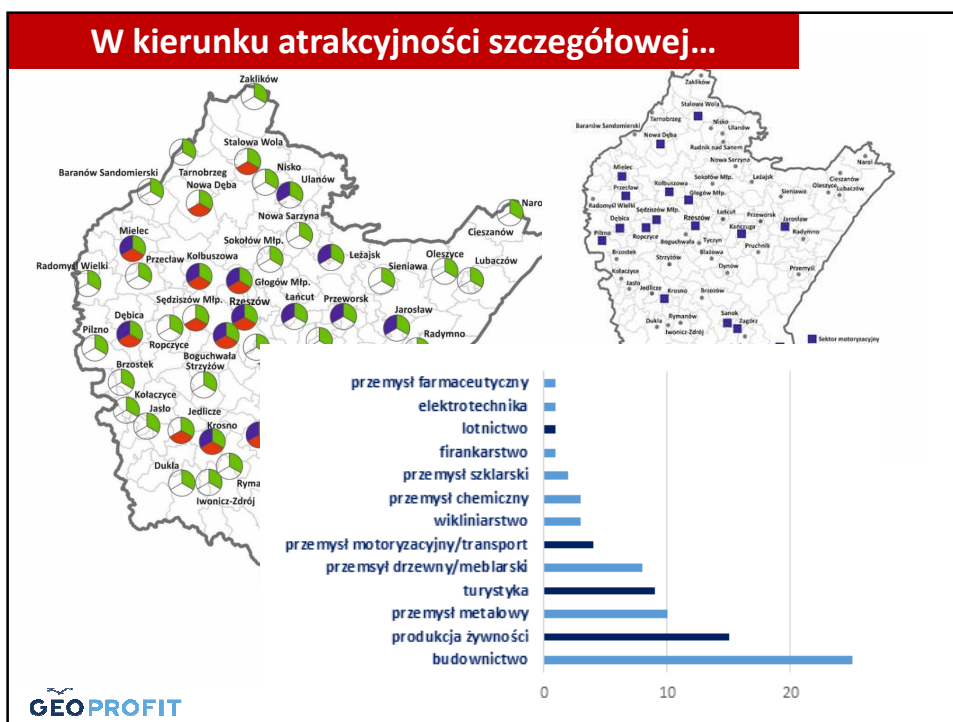 W kierunku atrakcyjności szczegółowej...
Zaklików
Stalowa Wola
Nisko
Ulanów
Tarnobrzeg
Baranów Sandomierski
Nowa Dęba
Nowa Sarzyna
Cieszanów
Mielec
Przecław
Kolbuszowa
Sokołów Młp.
Leżajsk
Oleszyce
Lubaczów
Radomyśl Wielki
Głogów Młp.
Sieniawa
Sędziszów Młp.
Rzeszów
Łańcut
Przeworsk
Jarosław
Dębica
Pilzno
Ropczyce
Radymno
Boguchwała
Strzyżów
Brzostek
Kołaczyce
Jasło
Jedlicze
Krosno
Dukla
Iwonicz-Zdrój
Zaklików
Stalowa Wola
Tarnobrzeg
Nisko
Baranów Sandomierski
Ulanów
Nowa Dęba
Rudnik nad Sanem
Nowa Sarzyna
Narol
Mielec
Cieszanów
Przecław
Kolbuszowa
Sokołów Młp.
Leżajsk
Sieniawa
Oleszyce
Lubaczów
Radomyśl Wielki
Głogów Młp.
Sędziszów Młp.
Dębica
Rzeszów
Łańcut
Przeworsk
Jarosław
Pilzno
Ropczyce
Kańczuga
Radymno
Boguchwała
Tyczyn
Pruchnik
Brzostek
Strzyżów
Błażowa
Dynów
Przemyśl
Kołaczyce
Jasło
Jedlicze
Krosno
Brzozów
Dukla
Rymanów
Sanok
Zagórz
Iwonicz-Zdrój
Sektor motoryzacyjny
przemysł farmaceutyczny
elektrotechnika
lotnictwo
firankarstwo
przemysł szklarski
przemysł chemiczny
wikliniarstwo
przemysł motoryzacyjny/transport
przemsył drzewny/meblarski
turystyka
przemysł metalowy
produkcja żywności
budownictwo
0 10 20
GEOPROFIT